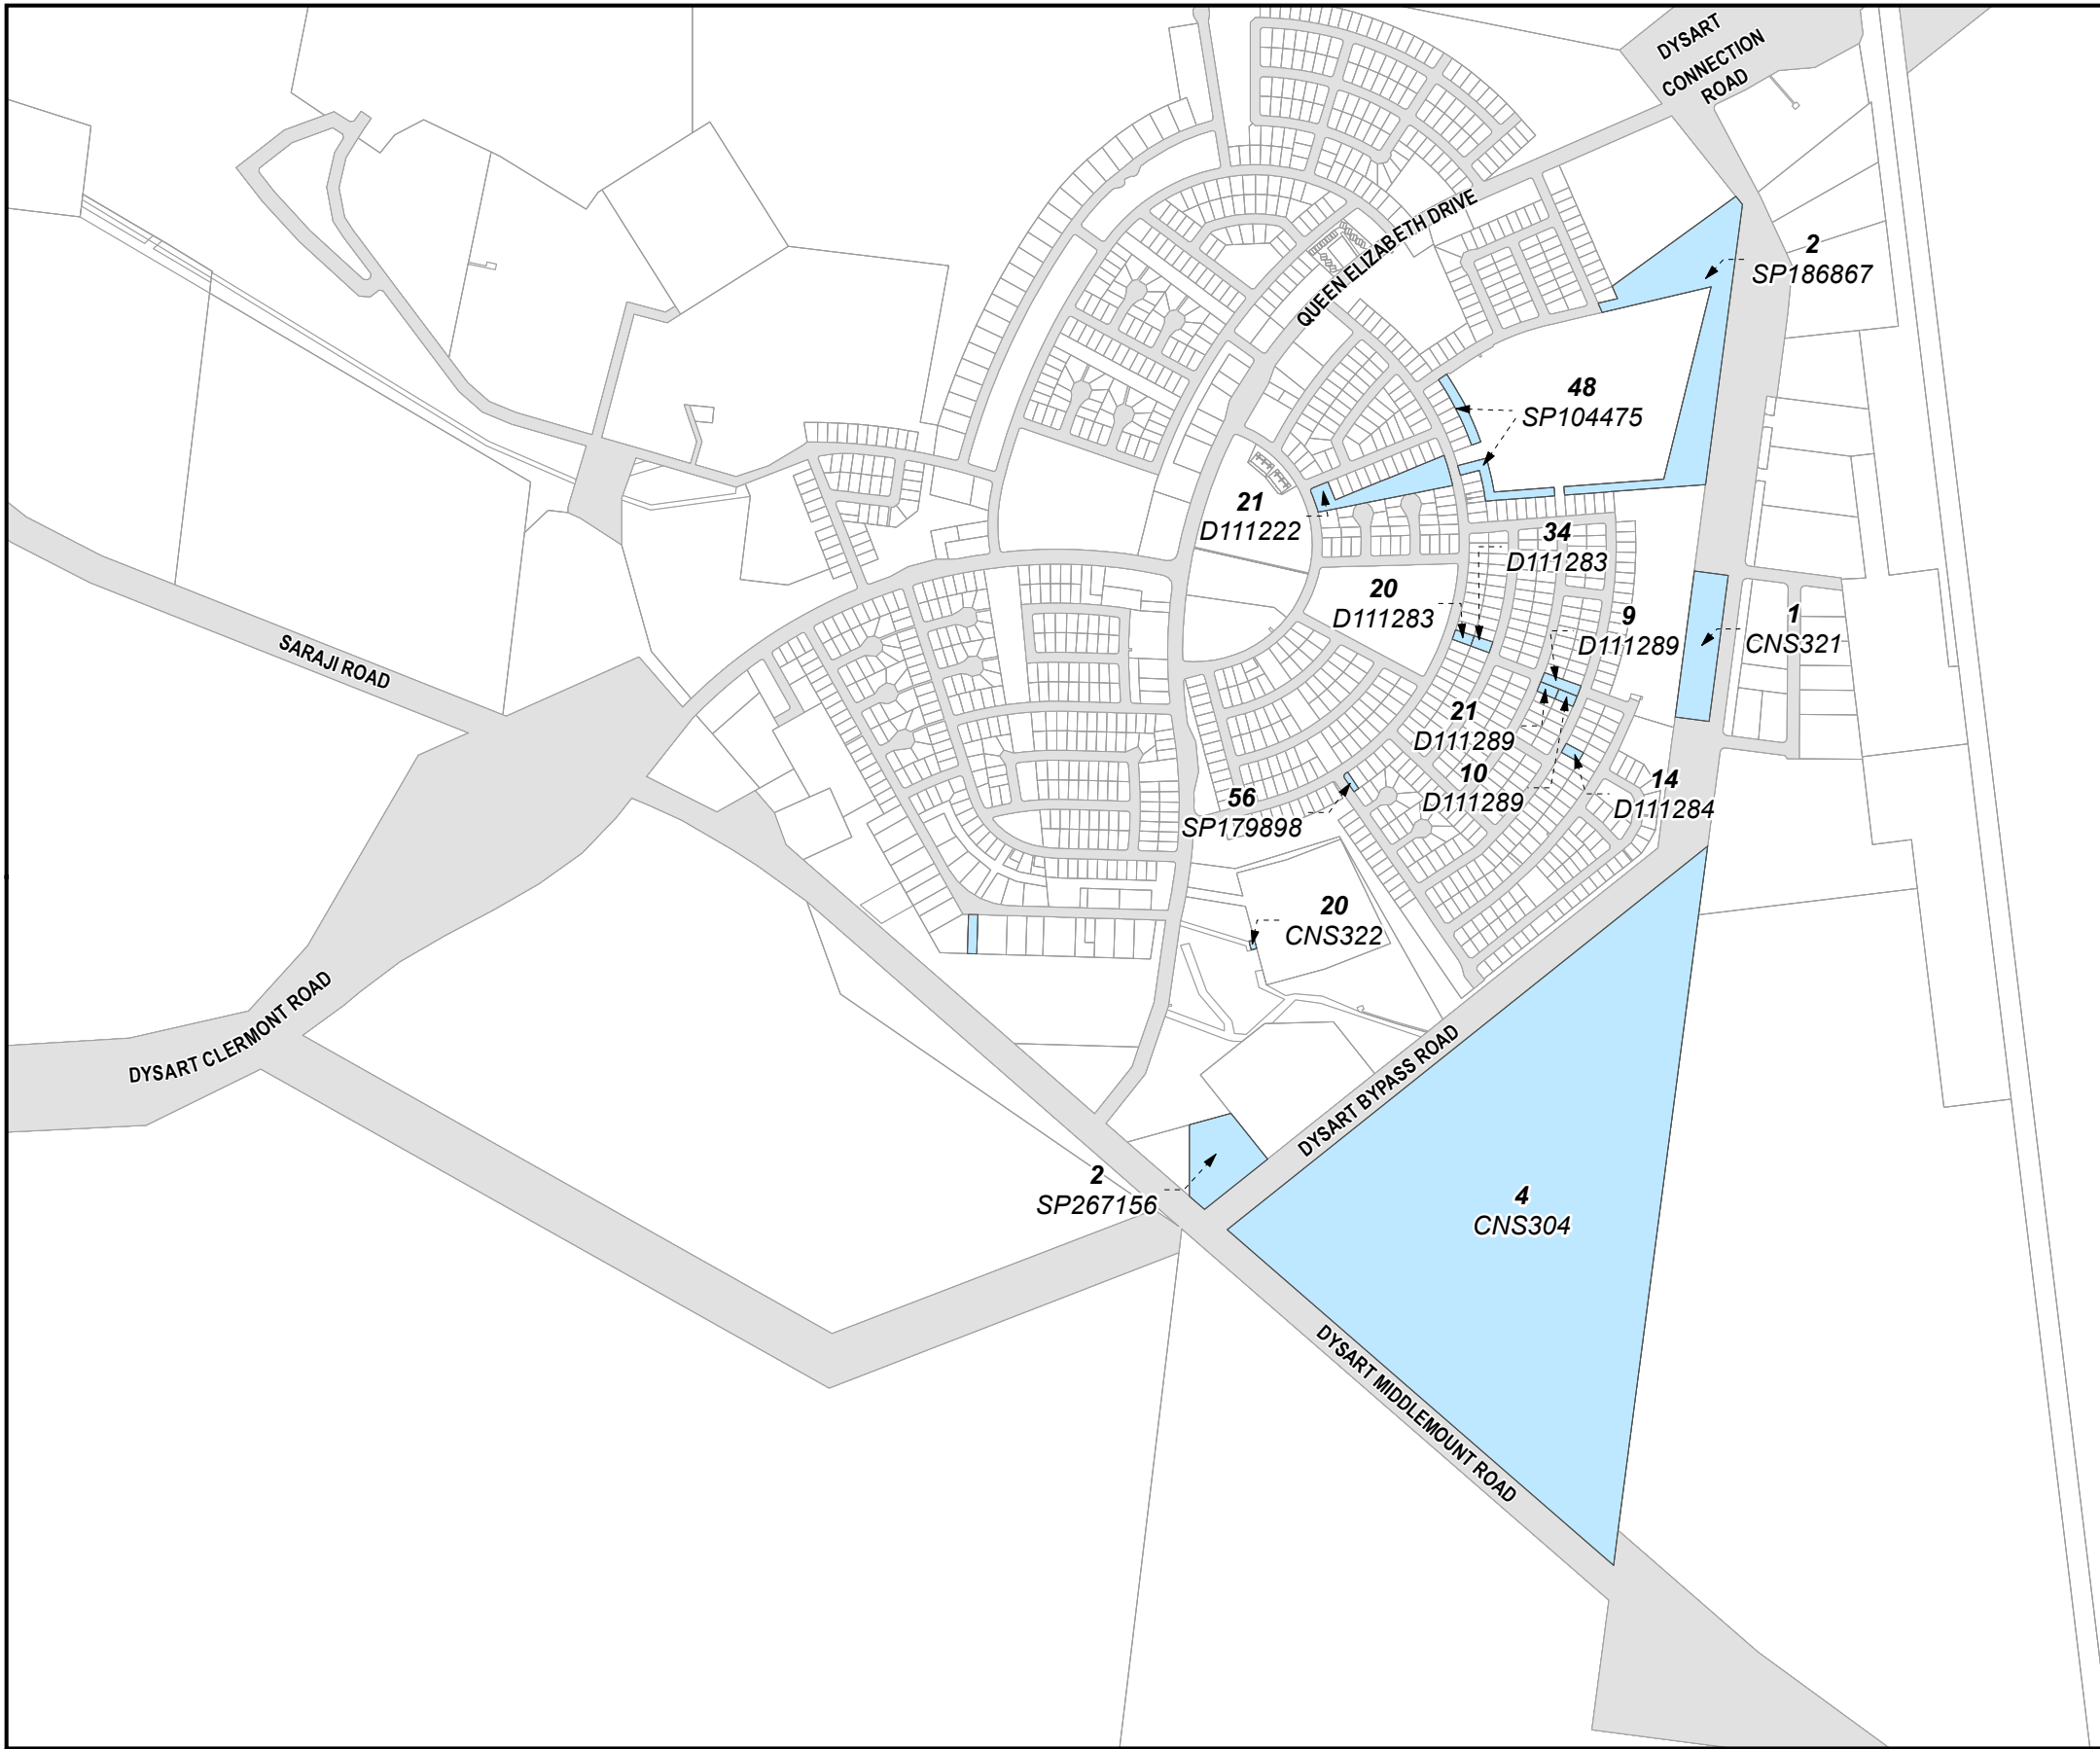 DYSART
CONNECTION
ROAD
QUEEN ELIZABETH DRIVE
2
SP186867
48
SP104475
21
D111222
34
D111283
20
D111283
9
D111289
1
CNS321
SARAJI ROAD
21
D111289
10
D111289
14
D111284
56
SP179898
20
CNS322
DYSART CLERMONT ROAD
DYSART BYPASS ROAD
2
SP267156
4
CNS304
DYSART MIDDLEMOUNT ROAD